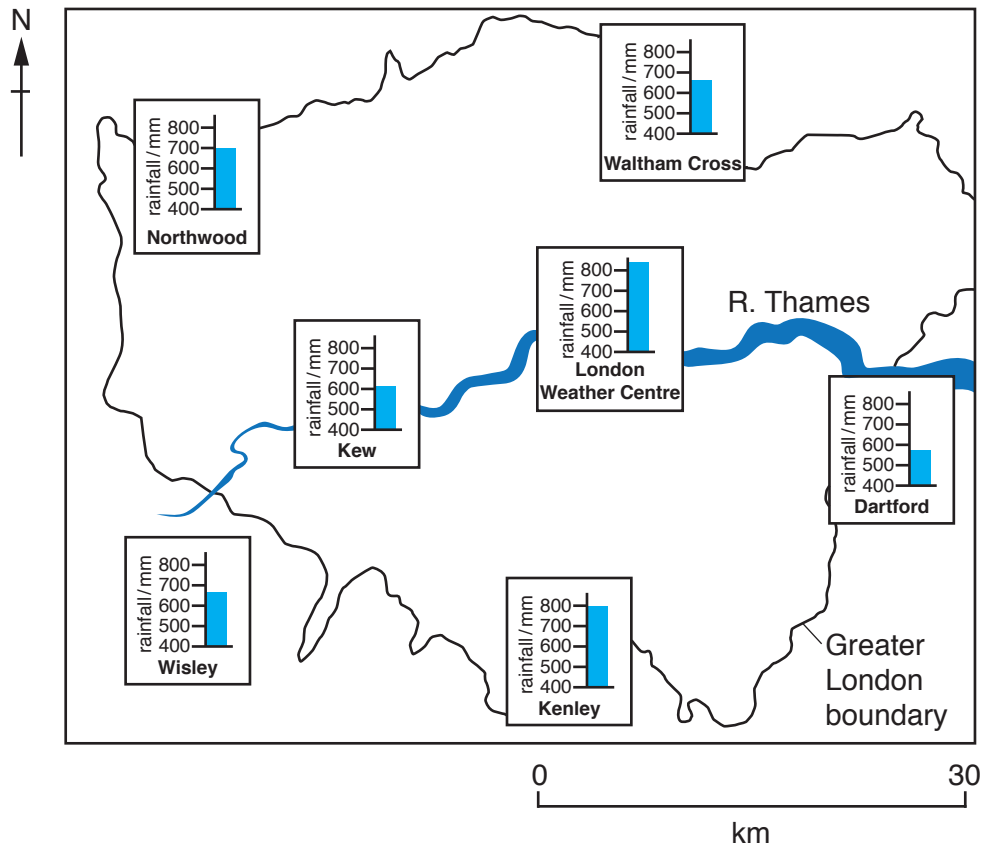 N
800
700
600
500
400
rainfall/mm
Waltham Cross
800
700
600
500
400
rainfall/mm
Northwood
800
700
600
500
400
rainfall/mm
London
Weather Centre
R. Thames
800
700
600
500
400
rainfall/mm
Kew
800
700
600
500
400
rainfall/mm
Dartford
800
700
600
500
400
rainfall/mm
Wisley
800
700
600
500
400
rainfall/mm
Kenley
Greater
London
boundary
0 30
km